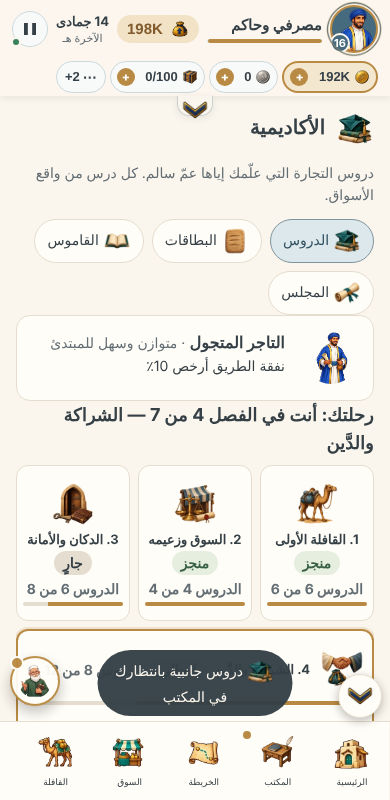 مصرفي وحاكم
198K
14 جمادى
الآخرة هـ
16
192K +
0 +
0/100 +
+2 ⋯
الأكاديمية
دروس التجارة التي علّمك إياها عمّ سالم. كل درس من واقع
الأسواق.
الدروس
البطاقات
القاموس
المجلس
التاجر المتجول · متوازن وسهل للمبتدئ
نفقة الطريق أرخص 10٪
رحلتك: أنت في الفصل 4 من 7 — الشراكة
والدَّين
1. القافلة الأولى
منجز
الدروس 6 من 6
2. السوق وزعيمه
منجز
الدروس 4 من 4
3. الدكان والأمانة
جارٍ
الدروس 6 من 8
4.
8 من
دروس جانبية بانتظارك
في المكتب
الرئيسية
المكتب
الخريطة
السوق
القافلة